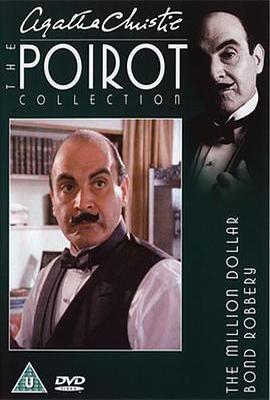 Agatha Christie
THE
POIROT
COLLECTION
THE MILLION DOLLAR
BOND ROBBERY
U
DVD